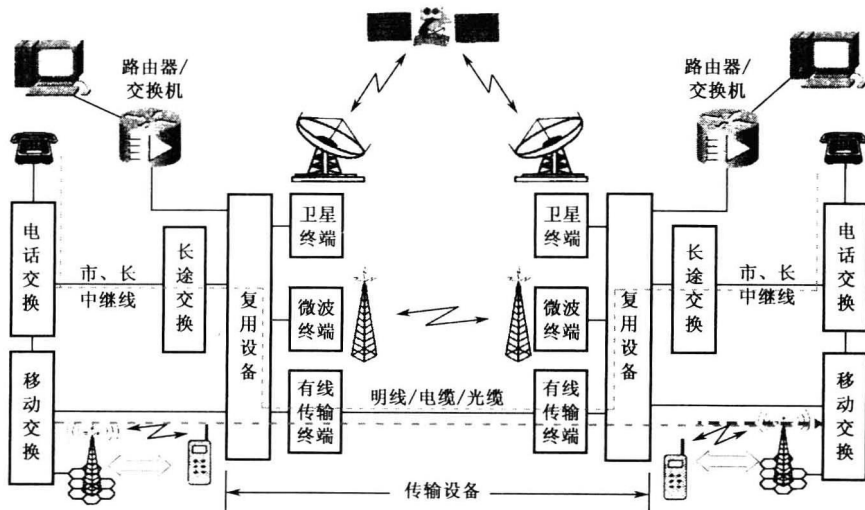 路由器/
交换机
路由器/
交换机
电话交换
市、长
中继线
长途交换
复用设备
卫星
终端
卫星
终端
复用设备
长途交换
市、长
中继线
电话交换
微波
终端
微波
终端
移动交换
有线
传输
终端
明线/电缆/光缆
有线
传输
终端
移动交换
传输设备